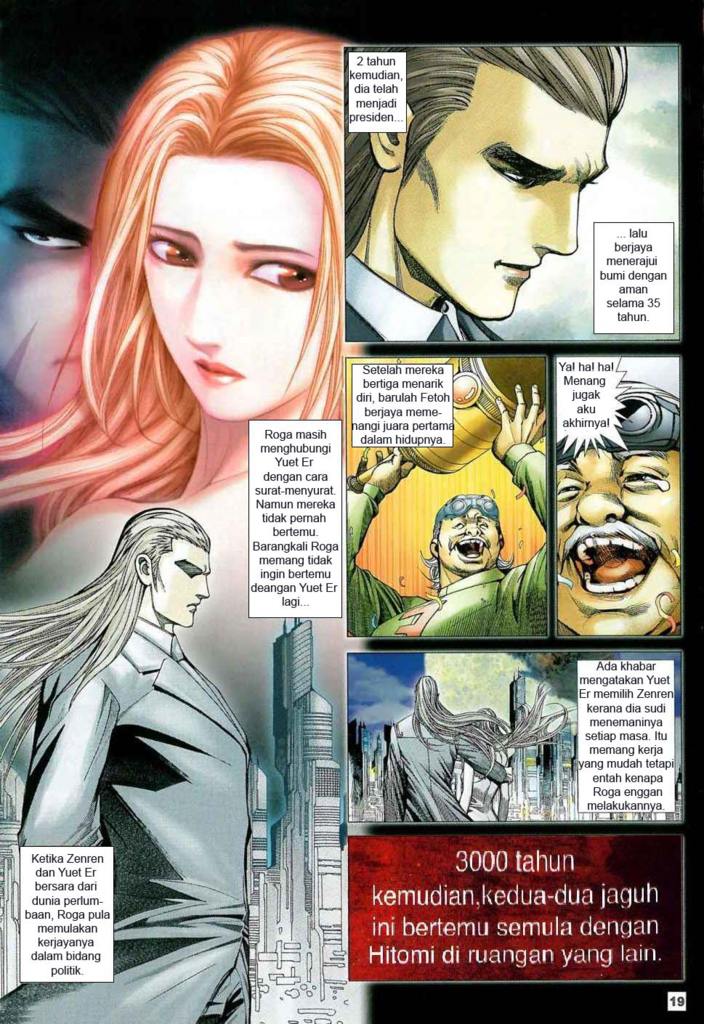 Roga masih
menghubungi
Yuet Er
dengan cara
surat-menyurat.
Namun mereka
tidak pernah
bertemu.
Barangkali Roga
memang tidak
ingin bertemu
deangan Yuet Er
lagi...
Ketika Zenren
dan Yuet Er
bersara dari
dunia perlum-
baan, Roga pula
memulakan
kerjayanya
dalam bidang
politik.
2 tahun
kemudian,
dia telah
menjadi
presiden...
... lalu
berjaya
menerajui
bumi dengan
aman
selama 35
tahun.
Setelah mereka
bertiga menarik
diri, barulah Fetoh
berjaya meme-
nangi juara pertama
dalam hidupnya.
Ya! ha! ha!
Menang
jugak
aku
akhirnya!
Ada khabar
mengatakan Yuet
Er memilih Zenren
kerana dia sudi
menemaninya
setiap masa. Itu
memang kerja
yang mudah tetapi
entah kenapa
Roga enggan
melakukannya.
3000 tahun
kemudian,kedua-dua jaguh
ini bertemu semula dengan
Hitomi di ruangan yang lain.
19